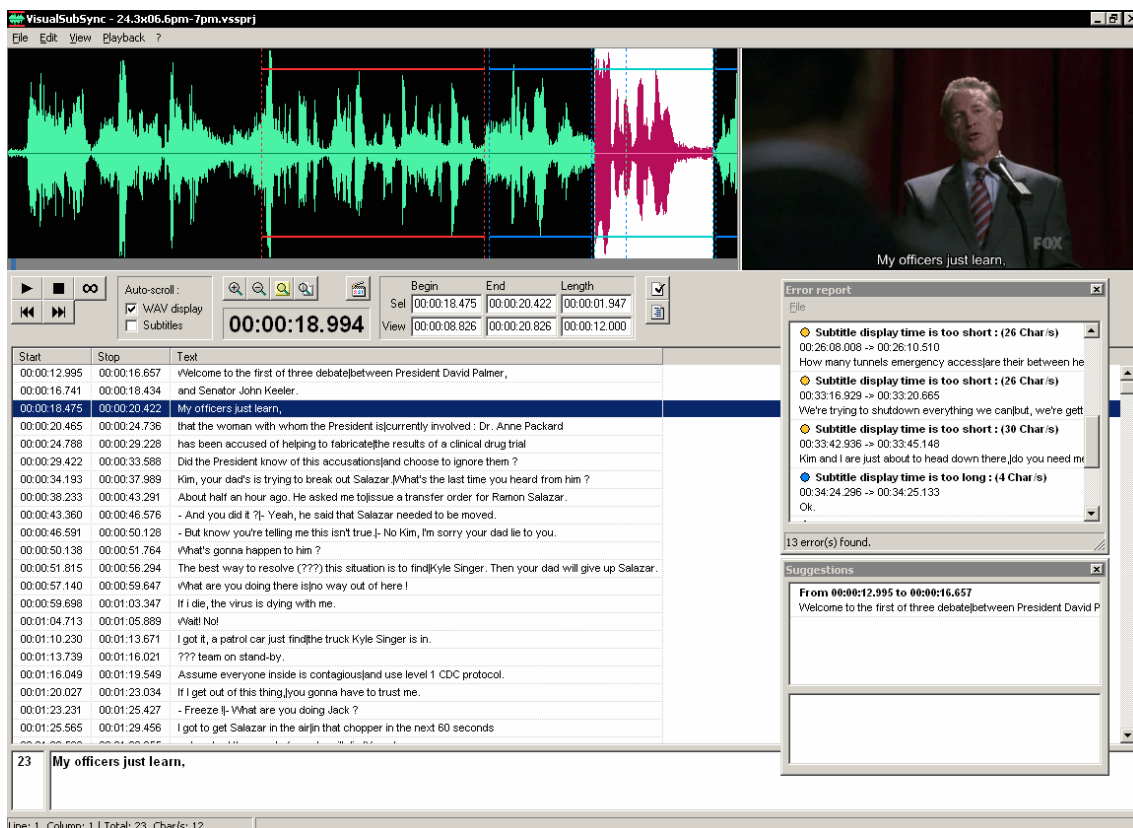 VisualSubSync - 24.3x06.6pm-7pm.vssprj
File Edit View Playback ?
FOX
My officers just learn,
Auto-scroll :
WAV display
Subtitles
00:00:18.994
Begin End Length
Sel 00:00:18.475 00:00:20.422 00:00:01.947
View 00:00:08.826 00:00:20.826 00:00:12.000
Start Stop Text
00:00:12.995 00:00:16.657 Welcome to the first of three debate|between President David Palmer,
00:00:16.741 00:00:18.434 and Senator John Keeler.
00:00:18.475 00:00:20.422 My officers just learn,
00:00:20.465 00:00:24.736 that the woman with whom the President is|currently involved : Dr. Anne Packard
00:00:24.788 00:00:29.228 has been accused of helping to fabricate|the results of a clinical drug trial
00:00:29.422 00:00:33.588 Did the President know of this accusations|and choose to ignore them ?
00:00:34.193 00:00:37.989 Kim, your dad's is trying to break out Salazar.|What's the last time you heard from him ?
00:00:38.233 00:00:43.291 About half an hour ago. He asked me to|issue a transfer order for Ramon Salazar.
00:00:43.360 00:00:46.576 - And you did it ?|- Yeah, he said that Salazar needed to be moved.
00:00:46.591 00:00:50.128 - But know you're telling me this isn't true.|- No Kim, I'm sorry your dad lie to you.
00:00:50.138 00:00:51.764 What's gonna happen to him ?
00:00:51.815 00:00:56.294 The best way to resolve (???) this situation is to find|Kyle Singer. Then your dad will give up Salazar.
00:00:57.140 00:00:59.647 What are you doing there is|no way out of here !
00:00:59.698 00:01:03.347 If i die, the virus is dying with me.
00:01:04.713 00:01:05.889 Wait! No!
00:01:10.230 00:01:13.671 I got it, a patrol car just find|the truck Kyle Singer is in.
00:01:13.739 00:01:16.021 ??? team on stand-by.
00:01:16.049 00:01:19.549 Assume everyone inside is contagious|and use level 1 CDC protocol.
00:01:20.027 00:01:23.034 If I get out of this thing,|you gonna have to trust me.
00:01:23.231 00:01:25.427 - Freeze !|- What are you doing Jack ?
00:01:25.565 00:01:29.456 I got to get Salazar in the air|in that chopper in the next 60 seconds
Error report
File
Subtitle display time is too short : (26 Char/s)
00:26:08.008 -> 00:26:10.510
How many tunnels emergency access|are their between he
Subtitle display time is too short : (26 Char/s)
00:33:16.929 -> 00:33:20.665
We're trying to shutdown everything we can|but, we're gett
Subtitle display time is too short : (30 Char/s)
00:33:42.936 -> 00:33:45.148
Kim and I are just about to head down there,|do you need me
Subtitle display time is too long : (4 Char/s)
00:34:24.296 -> 00:34:25.133
Ok.
13 error(s) found.
Suggestions
From 00:00:12.995 to 00:00:16.657
Welcome to the first of three debate|between President David P
23 My officers just learn,
Line: 1, Column: 1 | Total: 23, Char/s: 12